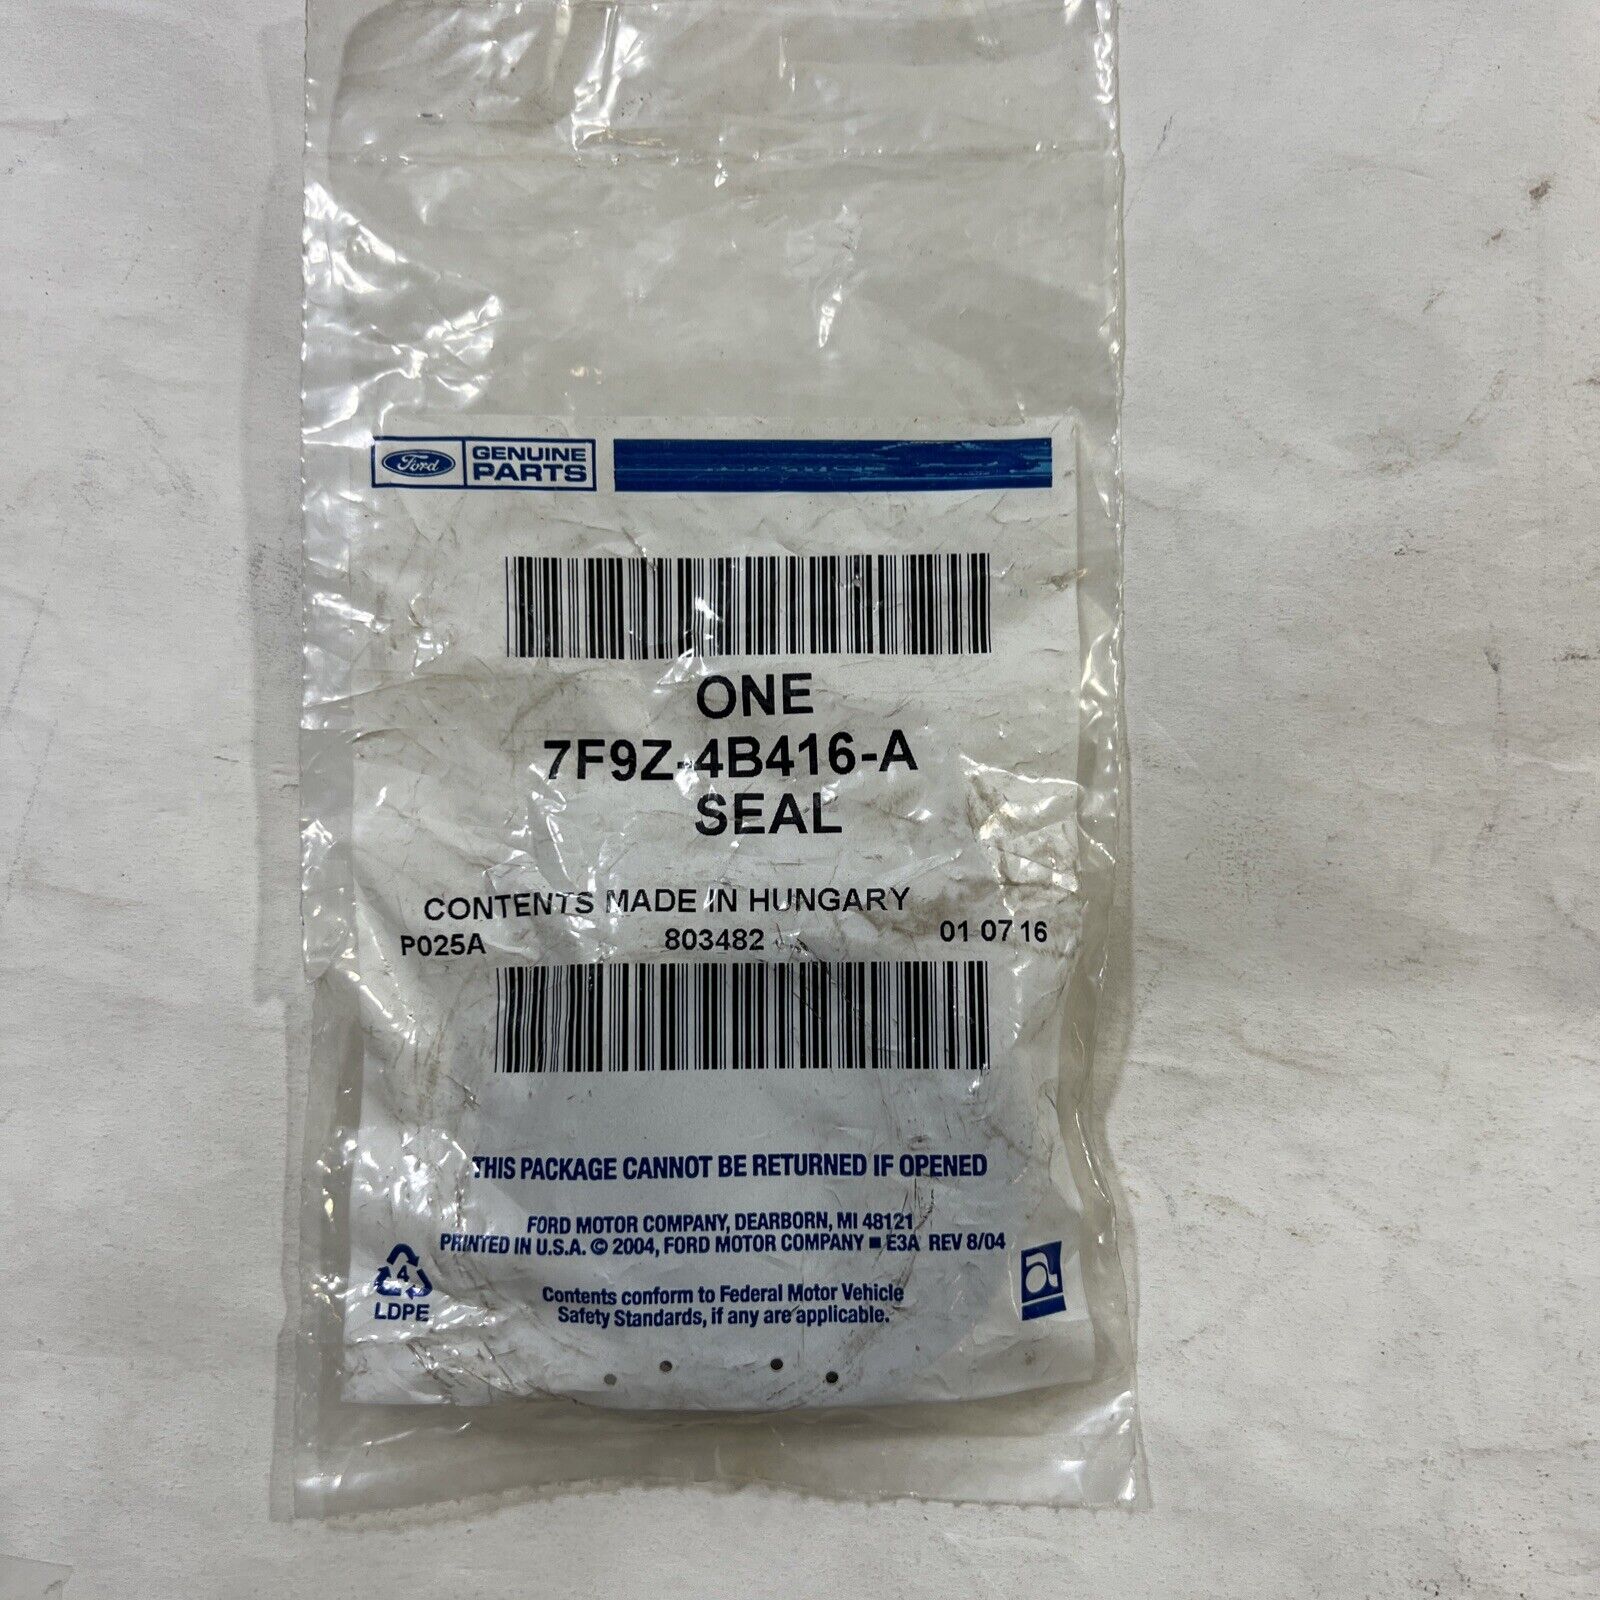 Ford GENUINE
PARTS
ONE
7F9Z-4B416-A
SEAL
CONTENTS MADE IN HUNGARY
P025A 803482 01 07 16
THIS PACKAGE CANNOT BE RETURNED IF OPENED
FORD MOTOR COMPANY, DEARBORN, MI 48121
PRINTED IN U.S.A. © 2004, FORD MOTOR COMPANY ■ E3A REV 8/04
4
LDPE
Contents conform to Federal Motor Vehicle
Safety Standards, if any are applicable.